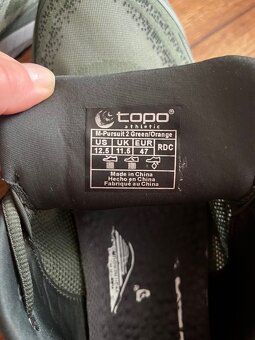 topo®
athletic
M-Pursuit 2 Green/Orange
US UK EUR RDC
12.5 11.5 47
Made in China
Hecho en China
Fabriqué au China